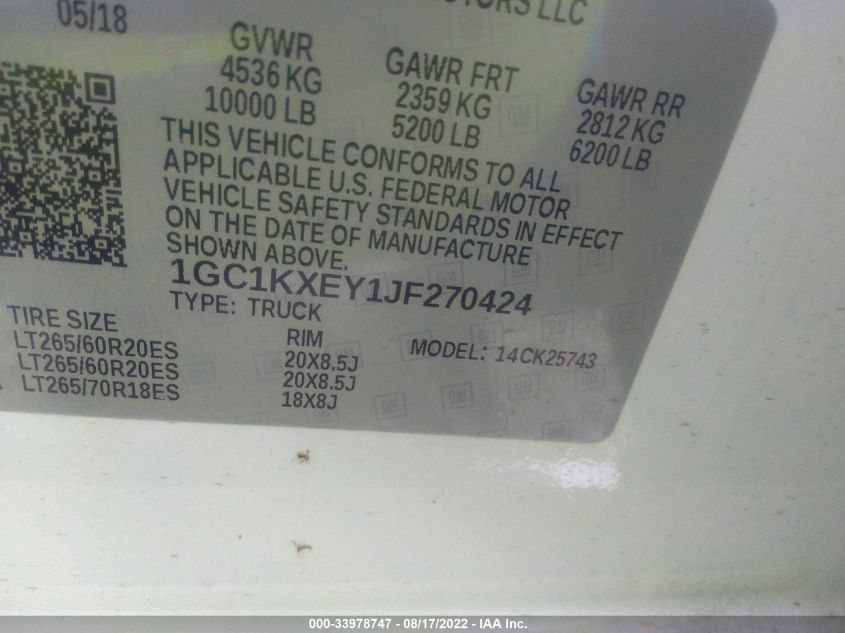 MOTORS LLC
05/18
GVWR
4536 KG
10000 LB
GAWR FRT
2359 KG
5200 LB
GAWR RR
2812 KG
6200 LB
THIS VEHICLE CONFORMS TO ALL
APPLICABLE U.S. FEDERAL MOTOR
VEHICLE SAFETY STANDARDS IN EFFECT
ON THE DATE OF MANUFACTURE
SHOWN ABOVE.
1GC1KXEY1JF270424
TYPE: TRUCK
TIRE SIZE
RIM
LT265/60R20ES
20X8.5J
LT265/60R20ES
20X8.5J
LT265/70R18ES
18X8J
MODEL: 14CK25743
000-33978747 - 08/17/2022 - IAA Inc.